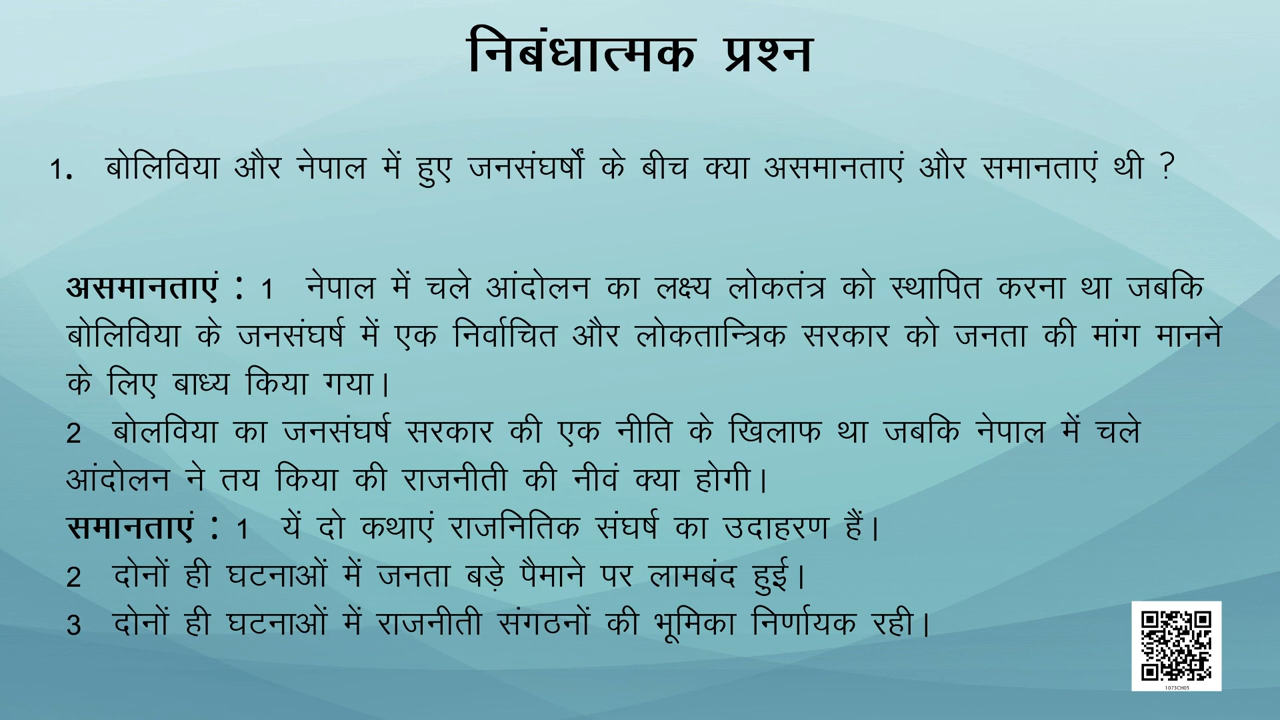 निबंधात्मक प्रश्न
1. बोलिविया और नेपाल में हुए जनसंघर्षों के बीच क्या असमानताएं और समानताएं थी ?
असमानताएं : 1 नेपाल में चले आंदोलन का लक्ष्य लोकतंत्र को स्थापित करना था जबकि
बोलिविया के जनसंघर्ष में एक निर्वाचित और लोकतान्त्रिक सरकार को जनता की मांग मानने
के लिए बाध्य किया गया।
2 बोलविया का जनसंघर्ष सरकार की एक नीति के खिलाफ था जबकि नेपाल में चले
आंदोलन ने तय किया की राजनीती की नीवं क्या होगी।
समानताएं : 1 यें दो कथाएं राजनितिक संघर्ष का उदाहरण हैं।
2 दोनों ही घटनाओं में जनता बड़े पैमाने पर लामबंद हुई।
3 दोनों ही घटनाओं में राजनीती संगठनों की भूमिका निर्णायक रही।
1073CH05